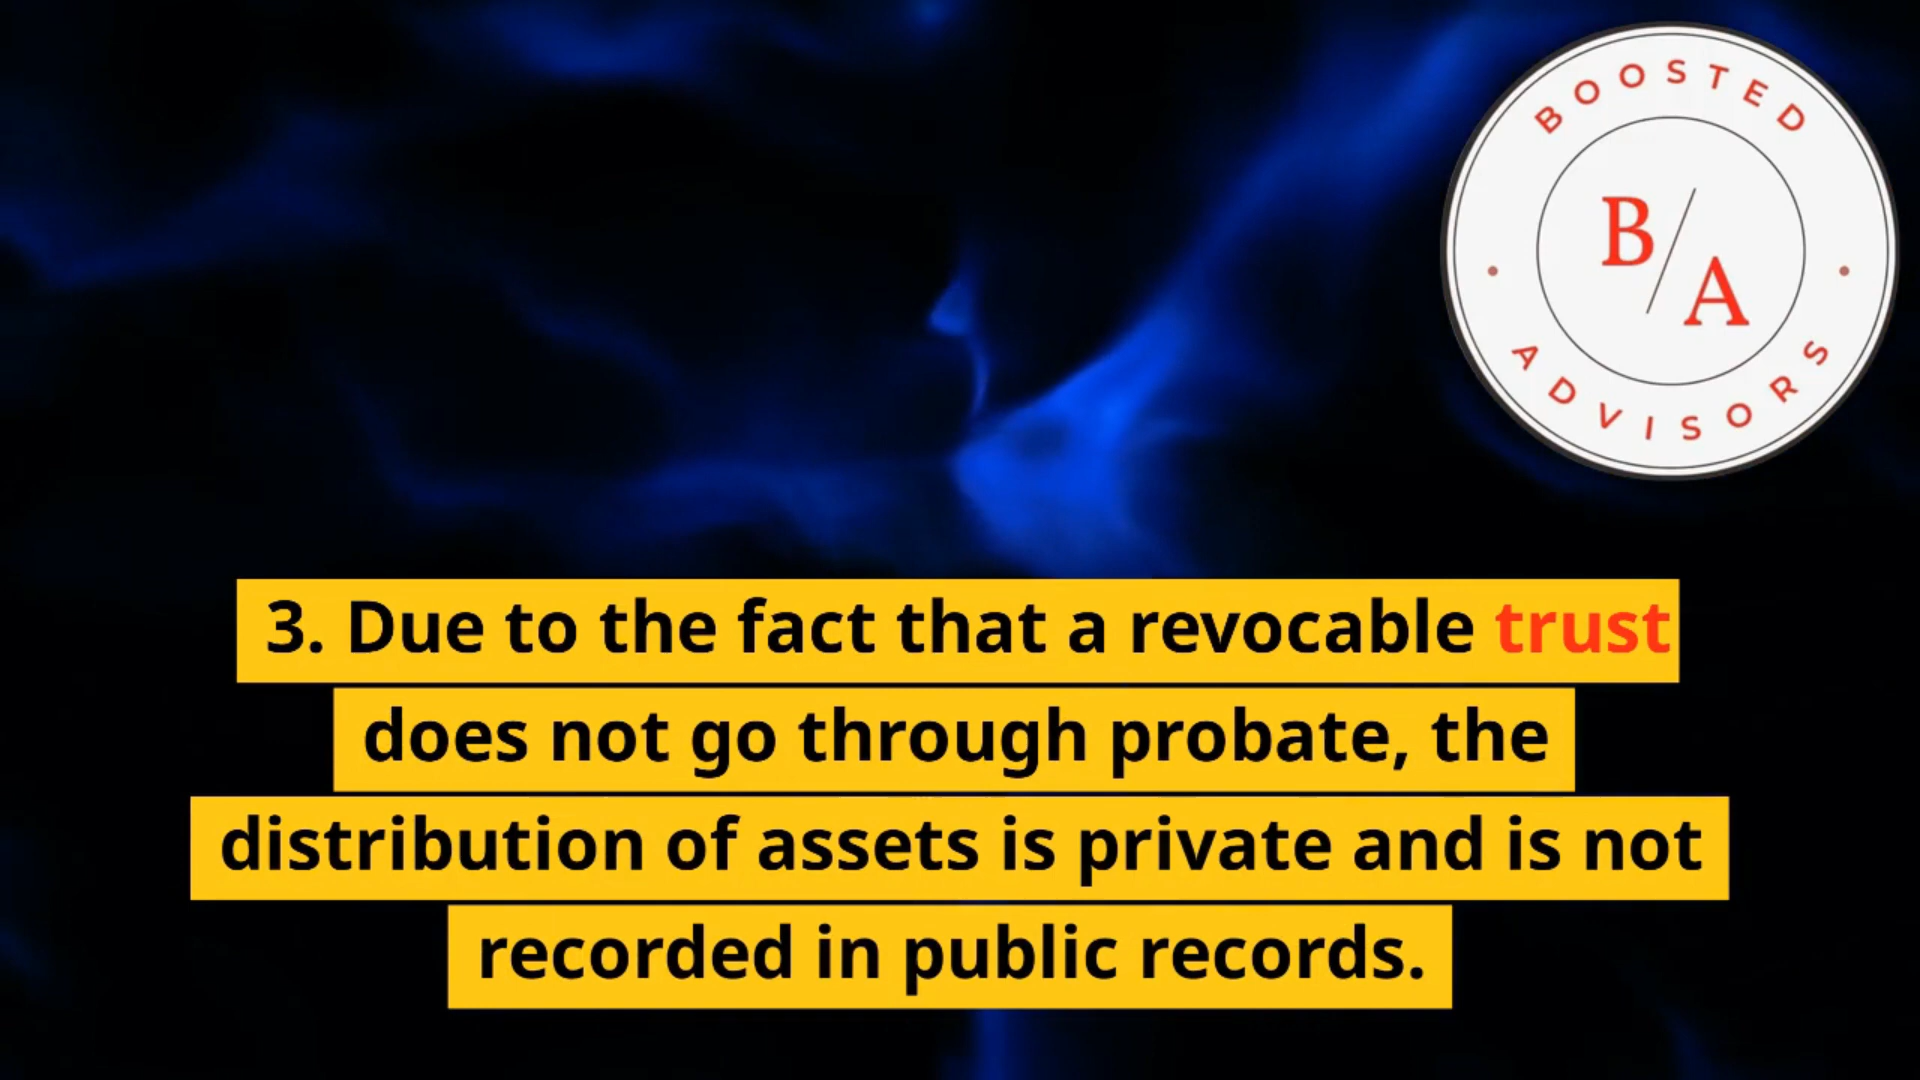 BOOSTED
B/A
ADVISORS
3. Due to the fact that a revocable trust
does not go through probate, the
distribution of assets is private and is not
recorded in public records.